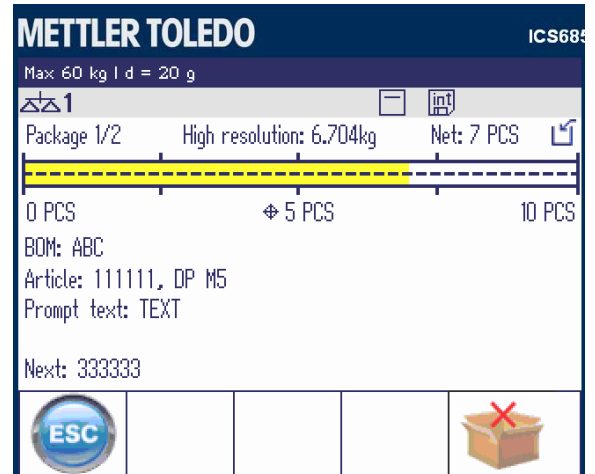 METTLER TOLEDO ICS685
Max 60 kg | d = 20 g
1 int
Package 1/2 High resolution: 6.704kg Net: 7 PCS
0 PCS 5 PCS 10 PCS
BOM: ABC
Article: 111111, DP M5
Prompt text: TEXT
Next: 333333
ESC